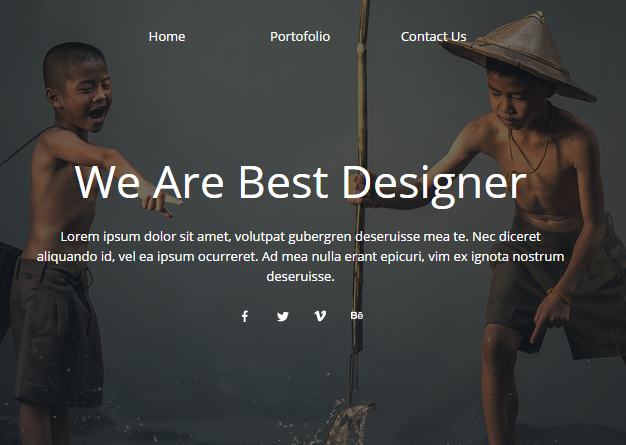 Home Portofolio Contact Us
We Are Best Designer
Lorem ipsum dolor sit amet, volutpat gubergren deseruisse mea te. Nec diceret
aliquando id, vel ea ipsum ocurreret. Ad mea nulla erant epicuri, vim ex ignota nostrum
deseruisse.
Bē